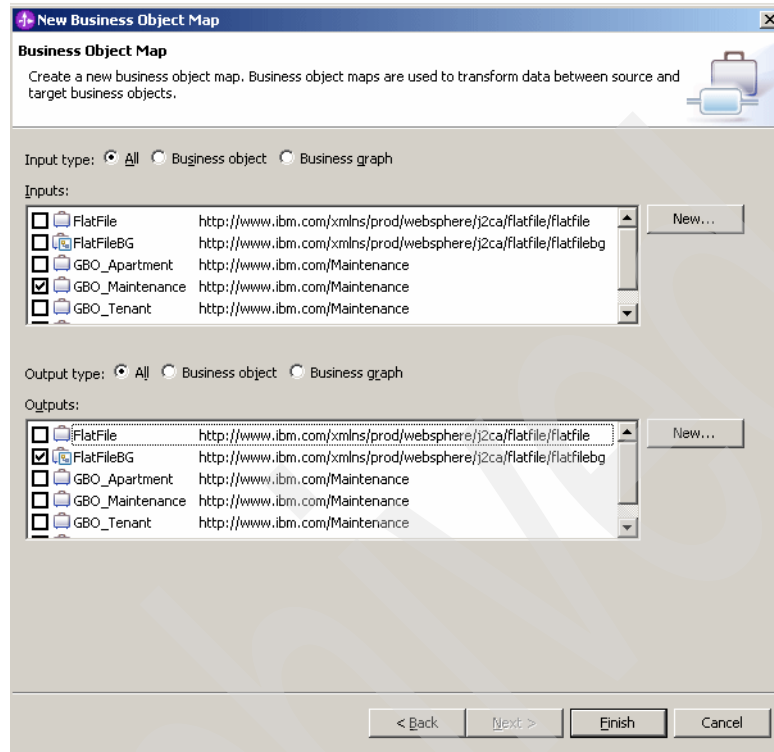 New Business Object Map
Business Object Map
Create a new business object map. Business object maps are used to transform data between source and
target business objects.
Input type: All Business object Business graph
Inputs:
FlatFile http://www.ibm.com/xmlns/prod/websphere/j2ca/flatfile/flatfile
FlatFileBG http://www.ibm.com/xmlns/prod/websphere/j2ca/flatfile/flatfilebg
GBO_Apartment http://www.ibm.com/Maintenance
GBO_Maintenance http://www.ibm.com/Maintenance
GBO_Tenant http://www.ibm.com/Maintenance
New...
Output type: All Business object Business graph
Outputs:
FlatFile http://www.ibm.com/xmlns/prod/websphere/j2ca/flatfile/flatfile
FlatFileBG http://www.ibm.com/xmlns/prod/websphere/j2ca/flatfile/flatfilebg
GBO_Apartment http://www.ibm.com/Maintenance
GBO_Maintenance http://www.ibm.com/Maintenance
GBO_Tenant http://www.ibm.com/Maintenance
New...
< Back Next > Finish Cancel